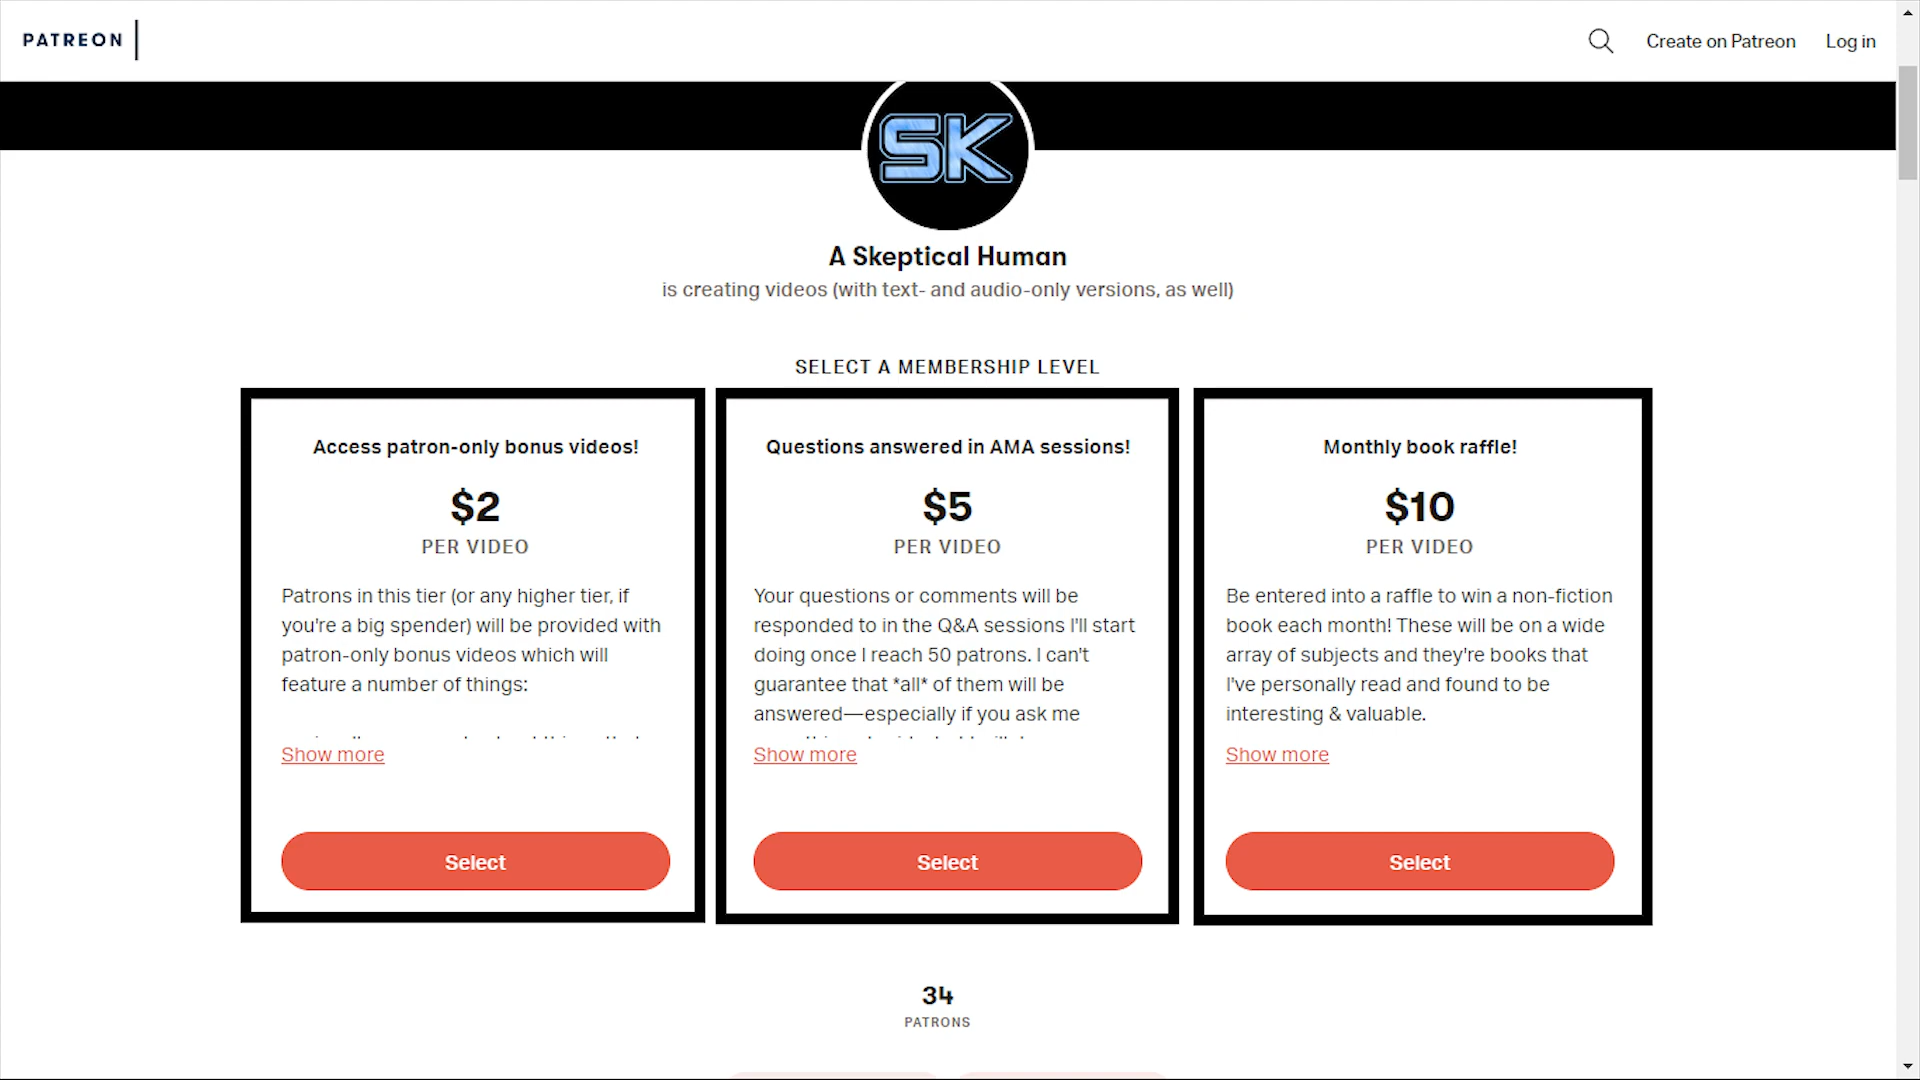 PATREON
Create on Patreon
Log in
SK
A Skeptical Human
is creating videos (with text- and audio-only versions, as well)
SELECT A MEMBERSHIP LEVEL
Access patron-only bonus videos!
$2
PER VIDEO
Patrons in this tier (or any higher tier, if
you're a big spender) will be provided with
patron-only bonus videos which will
feature a number of things:
Show more
Select
Questions answered in AMA sessions!
$5
PER VIDEO
Your questions or comments will be
responded to in the Q&A sessions I'll start
doing once I reach 50 patrons. I can't
guarantee that *all* of them will be
answered—especially if you ask me
Show more
Select
Monthly book raffle!
$10
PER VIDEO
Be entered into a raffle to win a non-fiction
book each month! These will be on a wide
array of subjects and they're books that
I've personally read and found to be
interesting & valuable.
Show more
Select
34
PATRONS